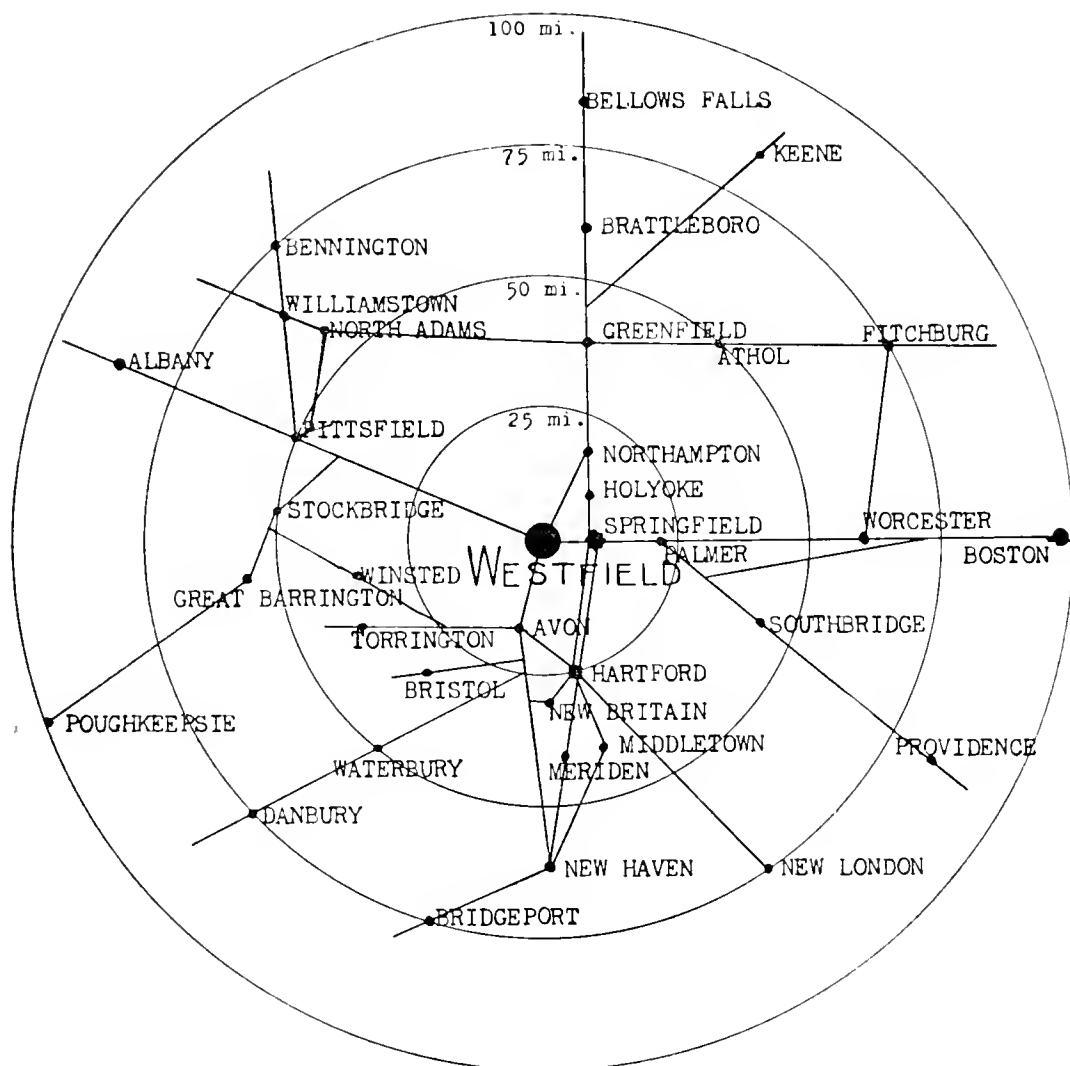 100 mi.
BELLOWS FALLS
75 mi.
KEENE
BRATTLEBORO
BENNINGTON
50 mi.
WILLIAMSTOWN
NORTH ADAMS
GREENFIELD
FITCHBURG
ATHOL
ALBANY
25 mi.
PITTSFIELD
NORTHAMPTON
HOLYOKE
STOCKBRIDGE
SPRINGFIELD
WORCESTER
PALMER
BOSTON
WESTFIELD
WINSTED
GREAT BARRINGTON
TORRINGTON
AVON
SOUTHBRIDGE
HARTFORD
BRISTOL
NEW BRITAIN
POUGHKEEPSIE
MIDDLETOWN
PROVIDENCE
WATERBURY
MERIDEN
DANBURY
NEW HAVEN
NEW LONDON
BRIDGEPORT